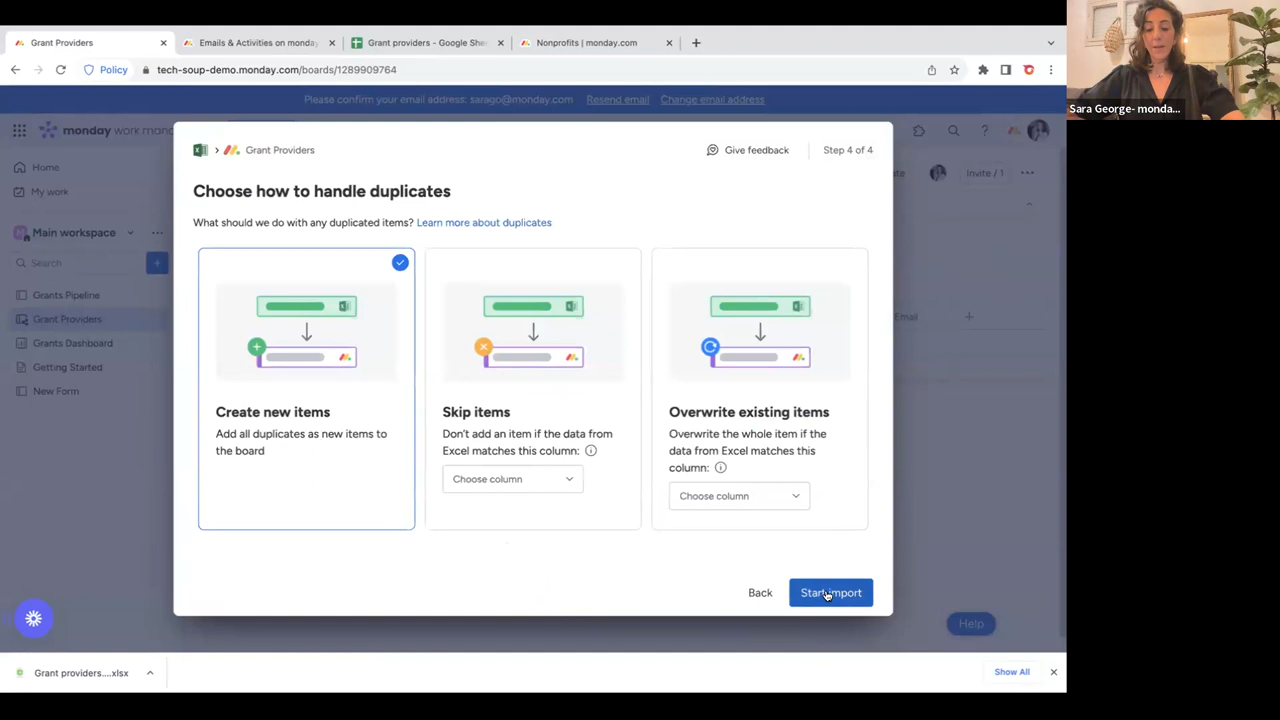 Grant Providers
Emails & Activities on monday
Grant providers - Google She
Nonprofits | monday.com
Policy
tech-soup-demo.monday.com/boards/1289909764
Sara George- monda...
Please confirm your email address: sarago@monday.com Resend email Change email address
monday work man
Invite / 1
Home
My work
Main workspace
Search
Grants Pipeline
Grant Providers
Grants Dashboard
Getting Started
New Form
Email
Grant Providers
Give feedback
Step 4 of 4
Choose how to handle duplicates
What should we do with any duplicated items? Learn more about duplicates
Create new items
Add all duplicates as new items to
the board
Skip items
Don't add an item if the data from
Excel matches this column:
Choose column
Overwrite existing items
Overwrite the whole item if the
data from Excel matches this
column:
Choose column
Back
Start import
Help
Grant providers....xlsx
Show All